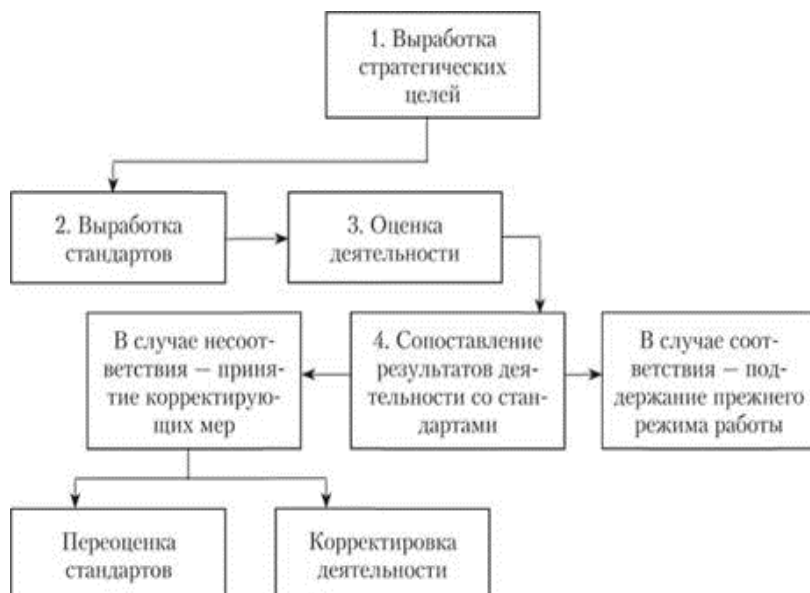 1. Выработка
стратегических
целей
2. Выработка
стандартов
3. Оценка
деятельности
В случае несоот-
ветствия — приня-
тие корректирую-
щих мер
4. Сопоставление
результатов дея-
тельности со стан-
дартами
В случае соот-
ветствия — под-
держание прежнего
режима работы
Переоценка
стандартов
Корректировка
деятельности